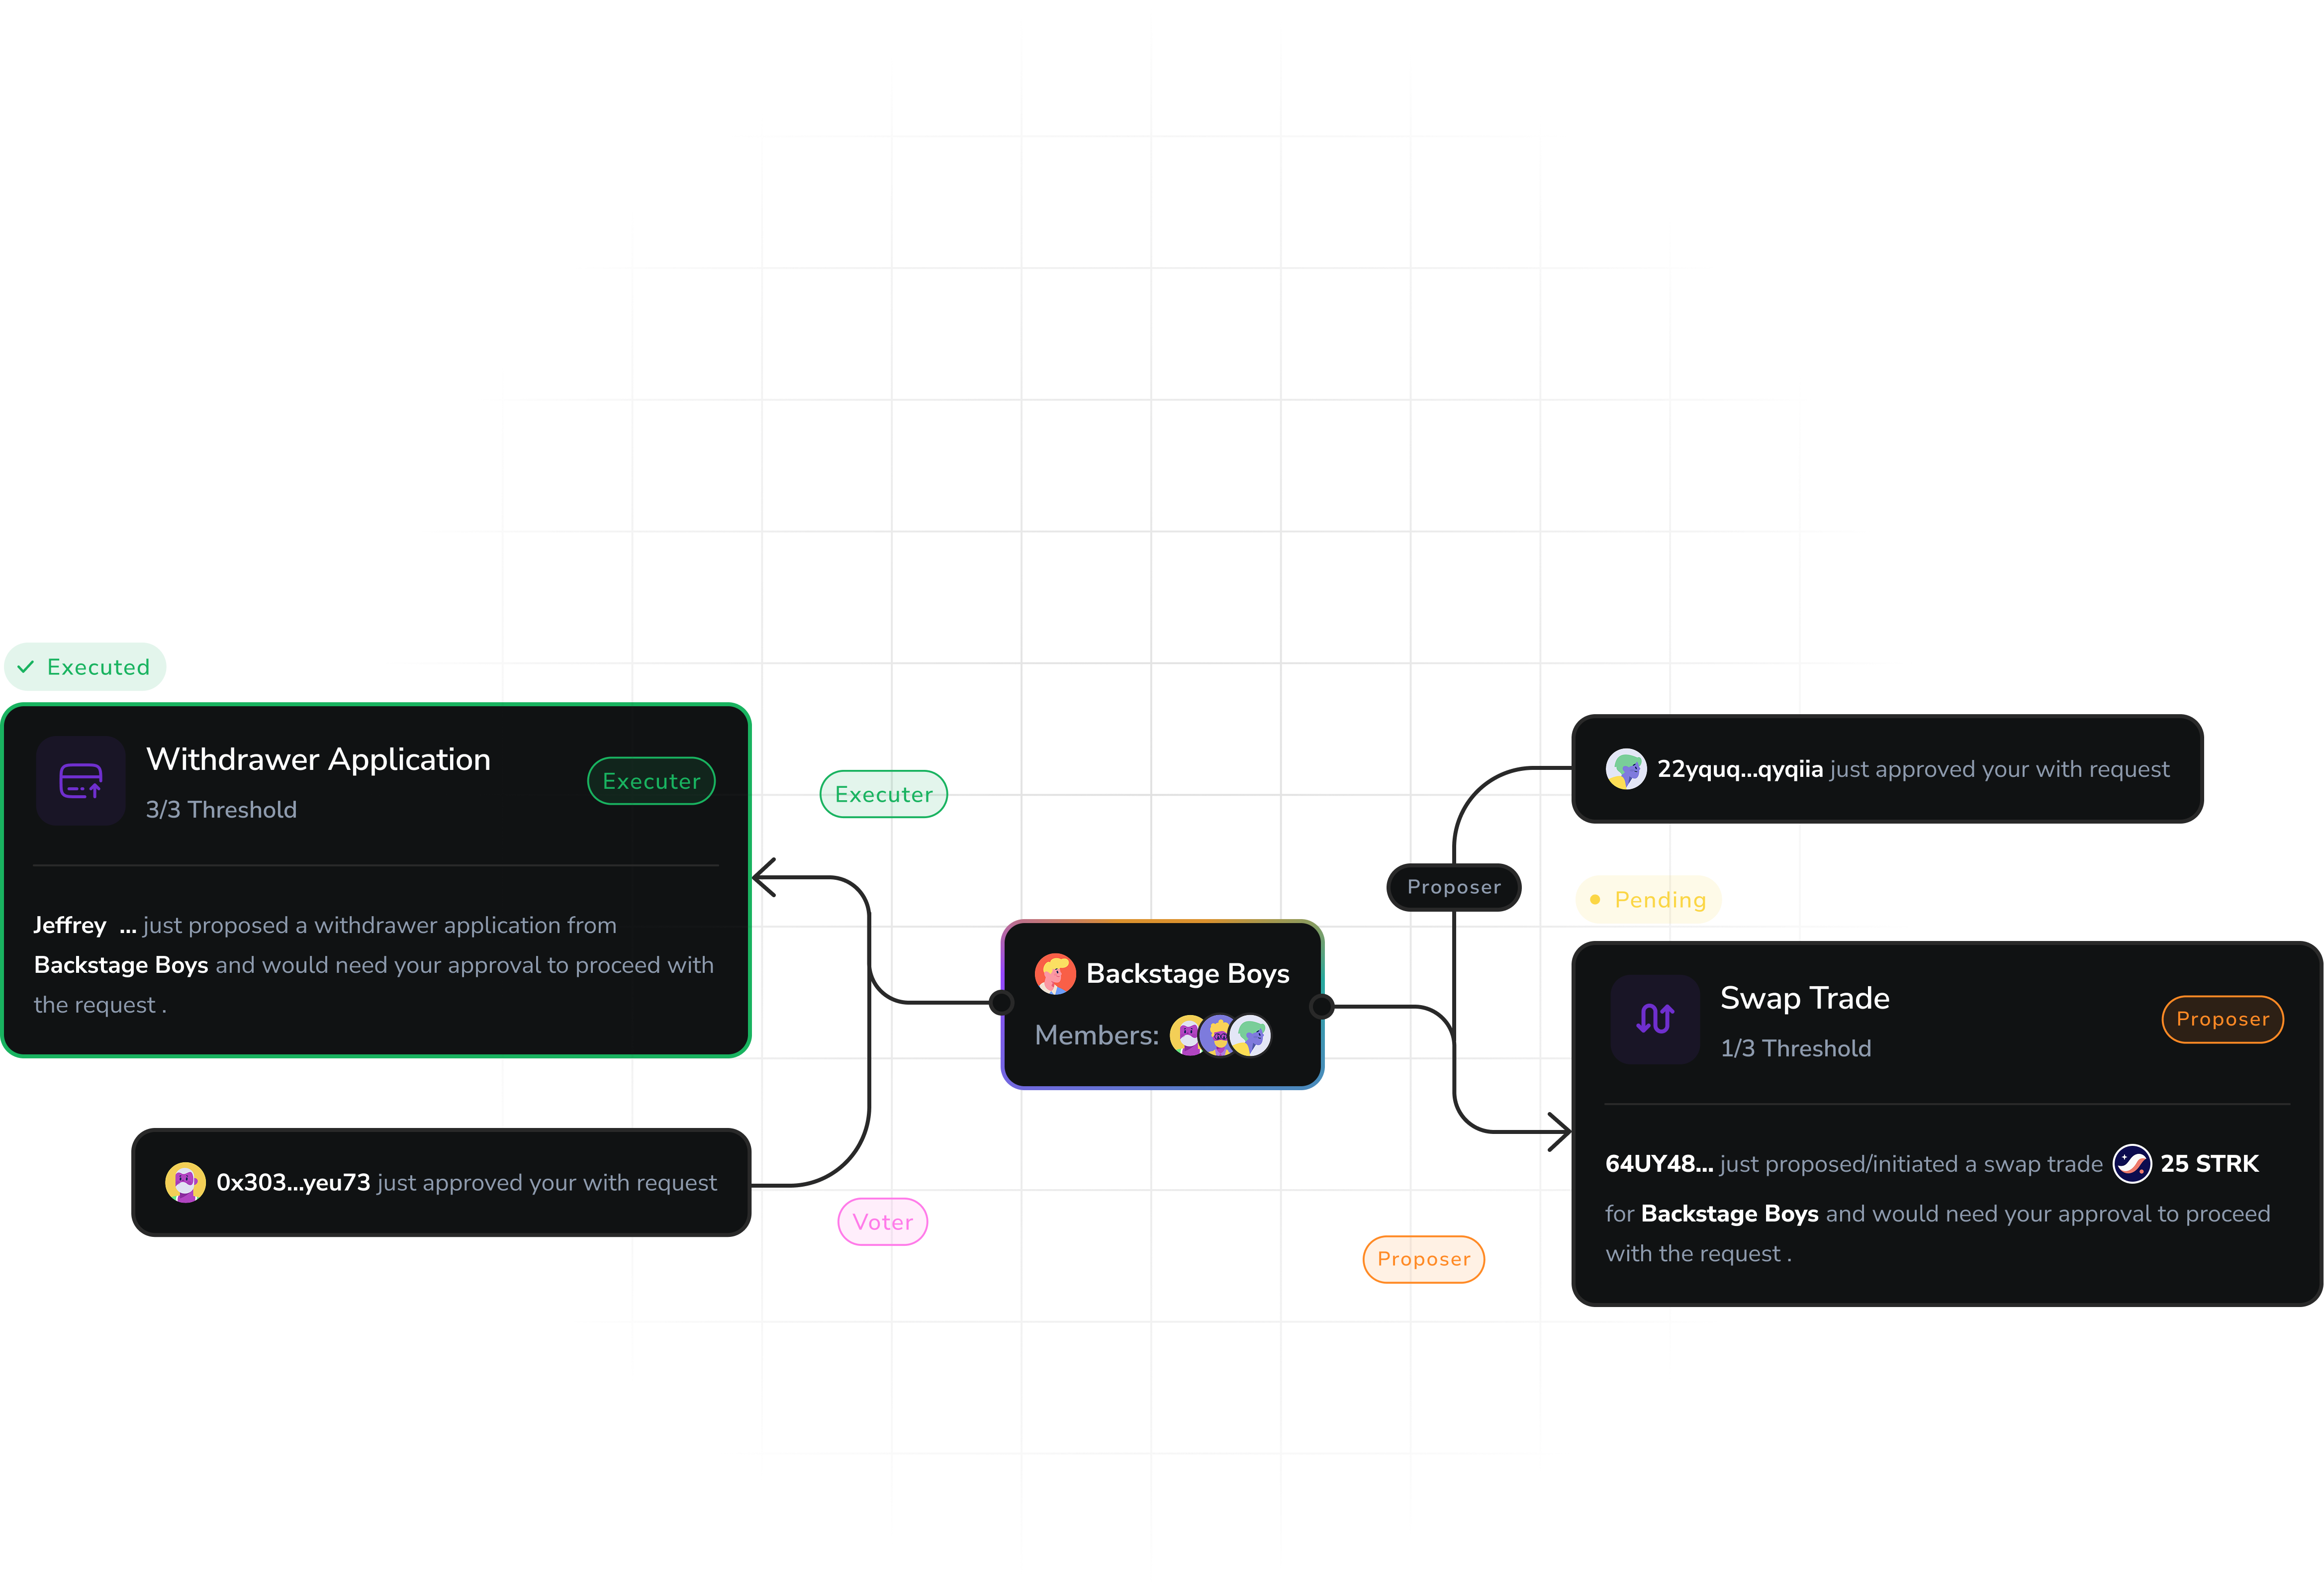 Executed
Withdrawer Application
3/3 Threshold
Executer
Jeffrey ... just proposed a withdrawer application from
Backstage Boys and would need your approval to proceed with
the request .
0x303...yeu73 just approved your with request
Executer
Voter
Backstage Boys
Members:
Proposer
Proposer
22yquq...qyqiia just approved your with request
Pending
Swap Trade
1/3 Threshold
Proposer
64UY48... just proposed/initiated a swap trade 25 STRK
for Backstage Boys and would need your approval to proceed
with the request .